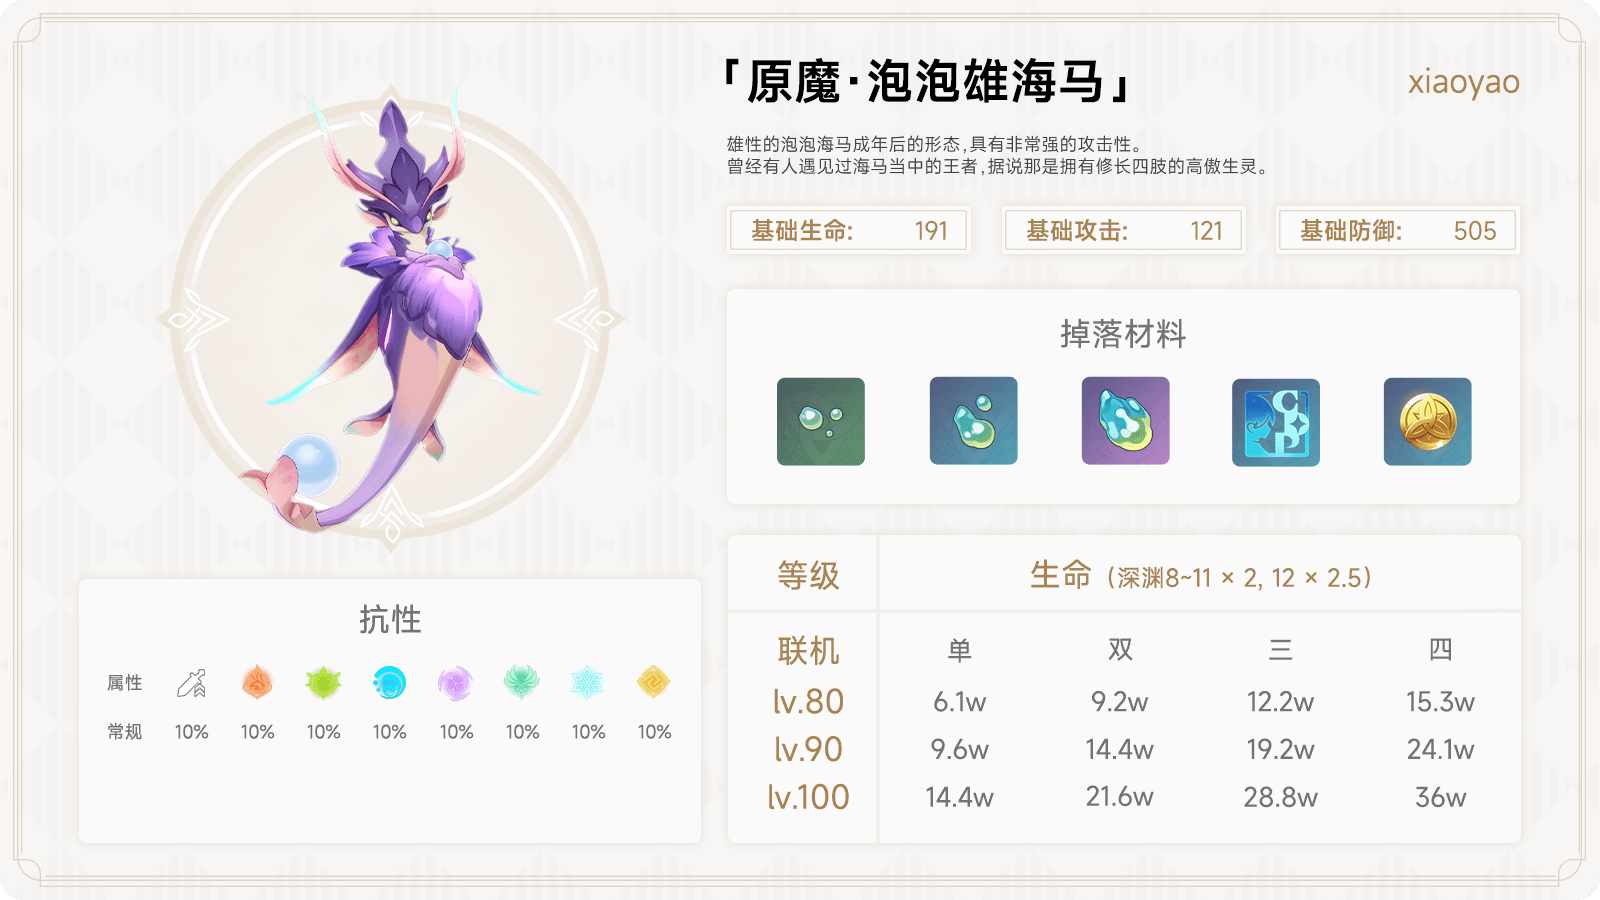 「原魔·泡泡雄海马」
xiaoyao
雄性的泡泡海马成年后的形态,具有非常强的攻击性。
曾经有人遇见过海马当中的王者,据说那是拥有修长四肢的高傲生灵。
基础生命: 191
基础攻击: 121
基础防御: 505
掉落材料
COP
抗性
属性
常规 10% 10% 10% 10% 10% 10% 10% 10%
等级 生命 (深渊8~11 × 2, 12 × 2.5)
联机 单 双 三 四
lv.80 6.1w 9.2w 12.2w 15.3w
lv.90 9.6w 14.4w 19.2w 24.1w
lv.100 14.4w 21.6w 28.8w 36w